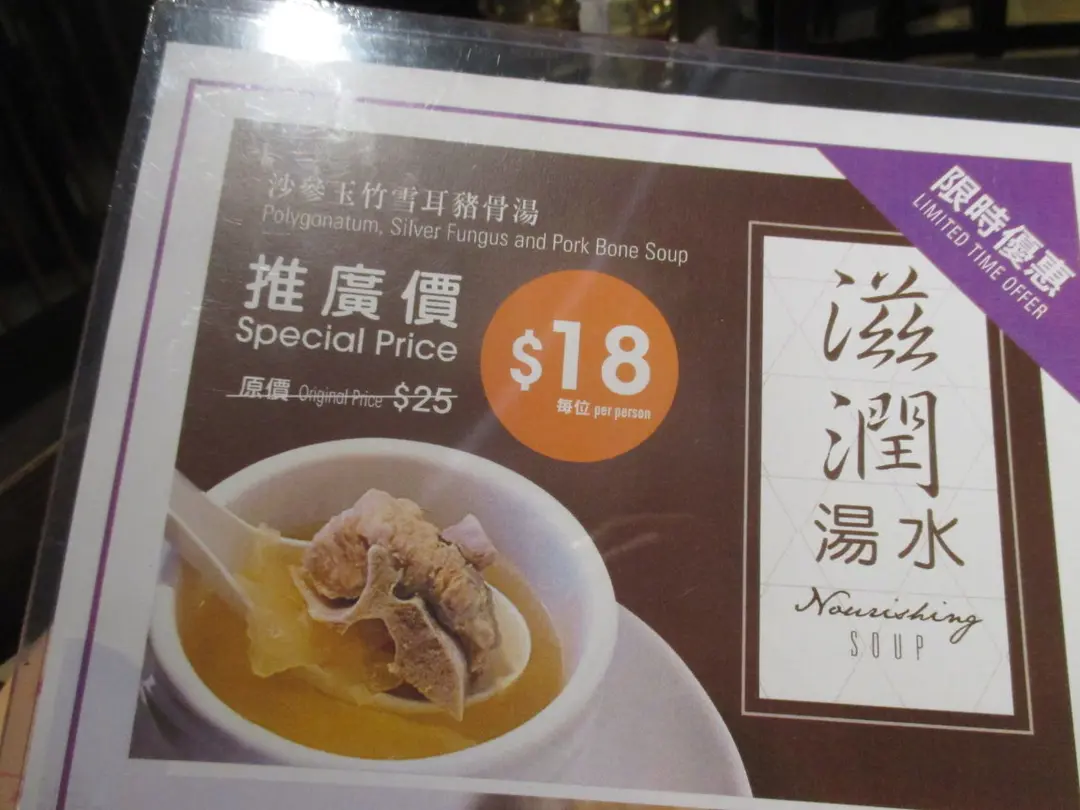 沙參玉竹雪耳豬骨湯
Polygonatum, Silver Fungus and Pork Bone Soup
推廣價
Special Price
原價 Original Price $25
$18
每位 per person
限時優惠
LIMITED TIME OFFER
滋
潤
湯水
Nourishing
SOUP